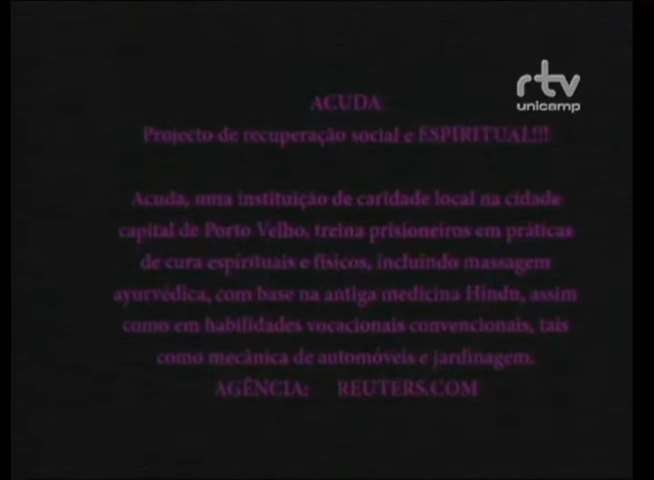 rtv
unicamp
ACUDA
Projecto de recuperação social e ESPIRITUAL!!!
Acuda, uma instituição de caridade local na cidade
capital de Porto Velho, treina prisioneiros em práticas
de cura espirituais e físicos, incluindo massagem
ayurvédica, com base na antiga medicina Hindu, assim
como em habilidades vocacionais convencionais, tais
como mecânica de automóveis e jardinagem.
AGÊNCIA: REUTERS.COM